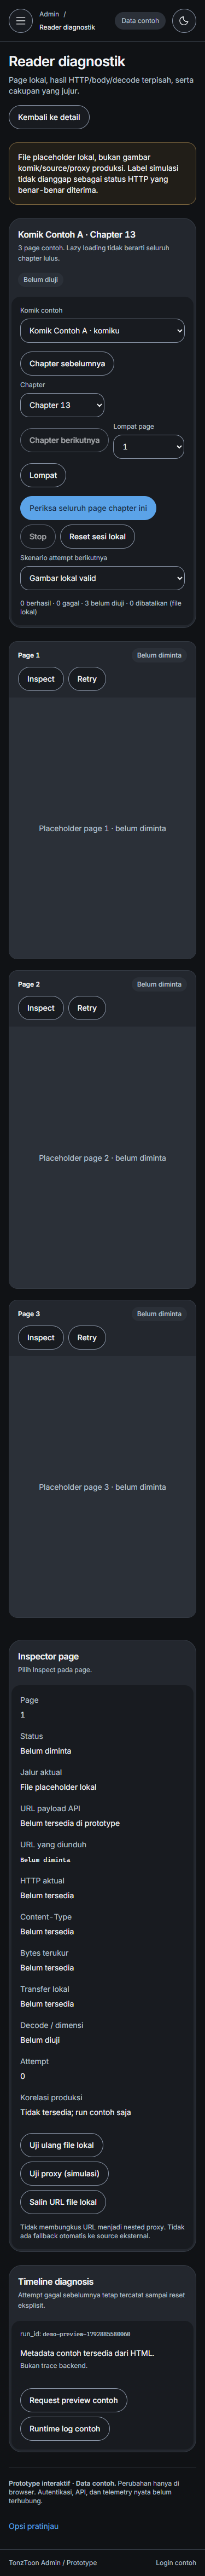 Admin /
Reader diagnostik
Data contoh
Reader diagnostik
Page lokal, hasil HTTP/body/decode terpisah, serta
cakupan yang jujur.
Kembali ke detail
File placeholder lokal, bukan gambar
komik/source/proxy produksi. Label simulasi
tidak dianggap sebagai status HTTP yang
benar-benar diterima.
Komik Contoh A · Chapter 13
3 page contoh. Lazy loading tidak berarti seluruh
chapter lulus.
Belum diuji
Komik contoh
Komik Contoh A · komiku
Chapter sebelumnya
Chapter
Chapter 13
Chapter berikutnya
Lompat page
1
Lompat
Periksa seluruh page chapter ini
Stop
Reset sesi lokal
Skenario attempt berikutnya
Gambar lokal valid
0 berhasil · 0 gagal · 3 belum diuji · 0 dibatalkan (file
lokal)
Page 1
Belum diminta
Inspect
Retry
Placeholder page 1 · belum diminta
Page 2
Belum diminta
Inspect
Retry
Placeholder page 2 · belum diminta
Page 3
Belum diminta
Inspect
Retry
Placeholder page 3 · belum diminta
Inspector page
Pilih Inspect pada page.
Page
1
Status
Belum diminta
Jalur aktual
File placeholder lokal
URL payload API
Belum tersedia di prototype
URL yang diunduh
Belum diminta
HTTP aktual
Belum tersedia
Content-Type
Belum tersedia
Bytes terukur
Belum tersedia
Transfer lokal
Belum tersedia
Decode / dimensi
Belum diuji
Attempt
0
Korelasi produksi
Tidak tersedia; run contoh saja
Uji ulang file lokal
Uji proxy (simulasi)
Salin URL file lokal
Tidak membungkus URL menjadi nested proxy. Tidak
ada fallback otomatis ke source eksternal.
Timeline diagnosis
Attempt gagal sebelumnya tetap tercatat sampai reset
eksplisit.
run_id: demo-preview-1792885580060
Metadata contoh tersedia dari HTML.
Bukan trace backend.
Request preview contoh
Runtime log contoh
Prototype interaktif · Data contoh. Perubahan hanya di
browser. Autentikasi, API, dan telemetry nyata belum
terhubung.
Opsi pratinjau
TonzToon Admin / Prototype
Login contoh